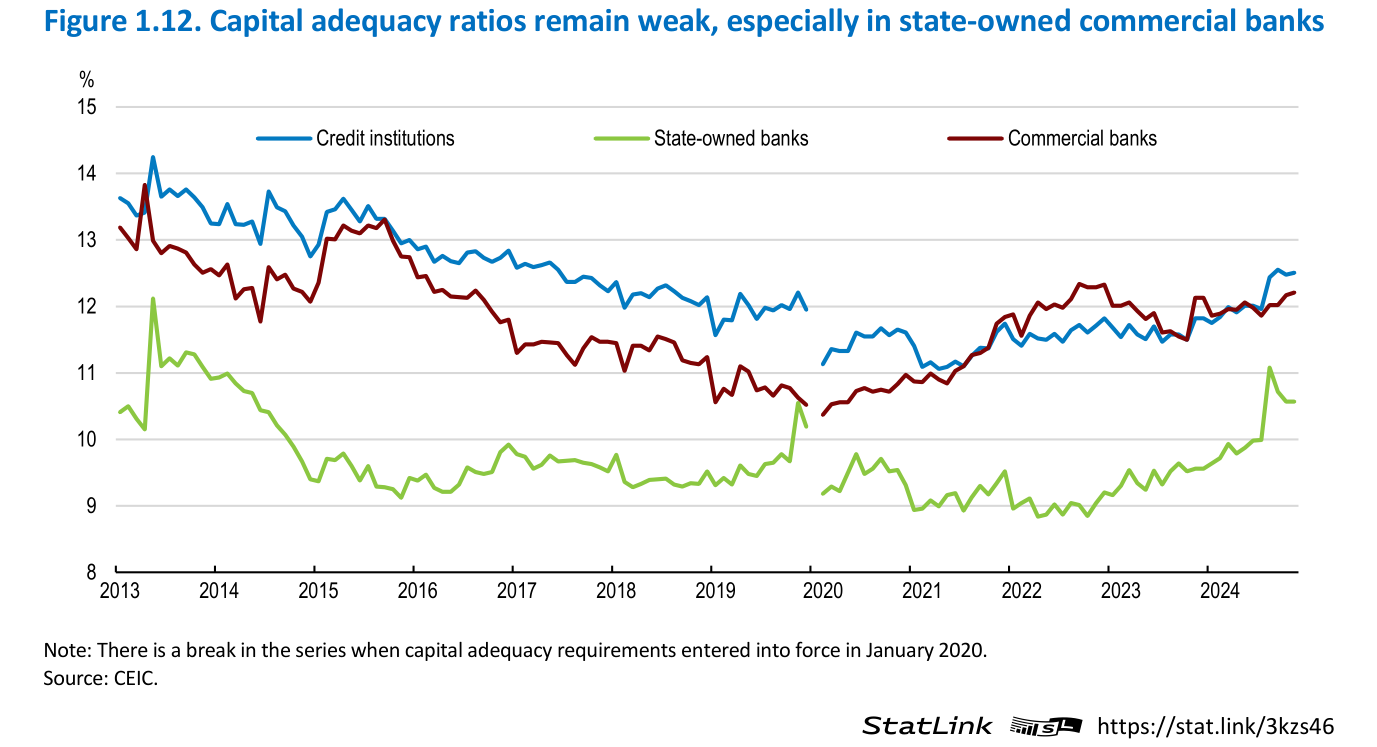 Figure 1.12. Capital adequacy ratios remain weak, especially in state-owned commercial banks
%
15
Credit institutions State-owned banks Commercial banks
14
13
12
11
10
9
8
2013 2014 2015 2016 2017 2018 2019 2020 2021 2022 2023 2024
Note: There is a break in the series when capital adequacy requirements entered into force in January 2020.
Source: CEIC.
StatLink https://stat.link/3kzs46